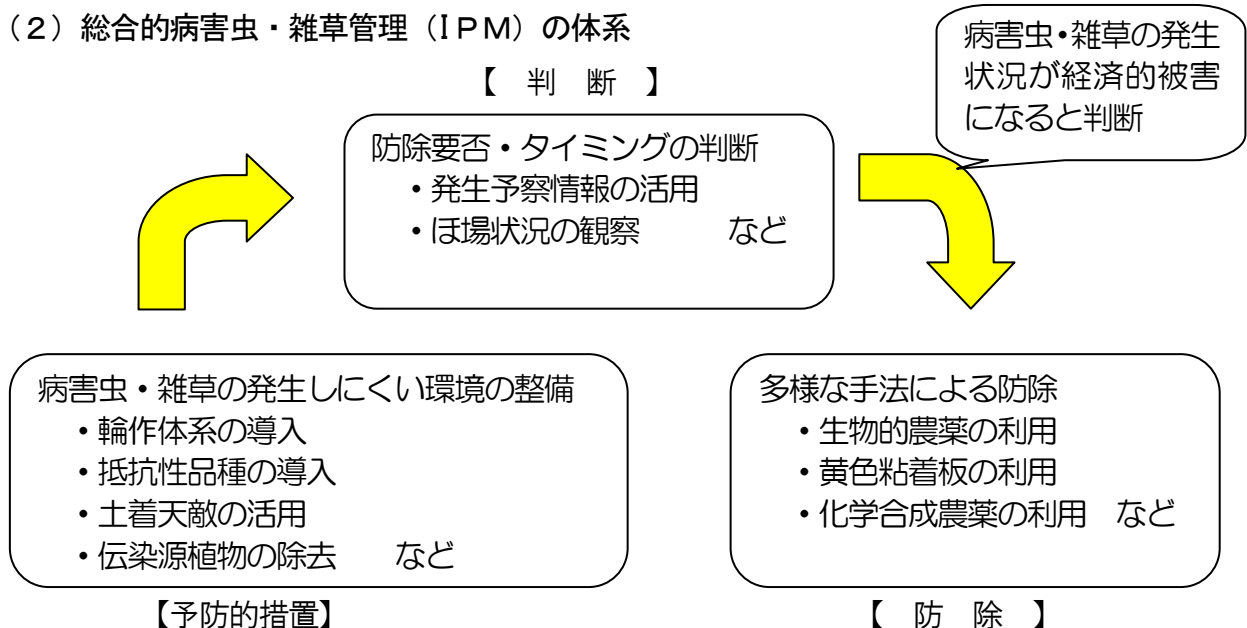 （２）総合的病害虫・雑草管理（ＩＰＭ）の体系
病害虫・雑草の発生
状況が経済的被害
になると判断
【　判　断　】
防除要否・タイミングの判断
・発生予察情報の活用
・ほ場状況の観察　　　など
病害虫・雑草の発生しにくい環境の整備
・輪作体系の導入
・抵抗性品種の導入
・土着天敵の活用
・伝染源植物の除去　　など
【予防的措置】
多様な手法による防除
・生物的農薬の利用
・黄色粘着板の利用
・化学合成農薬の利用　など
【　防　除　】